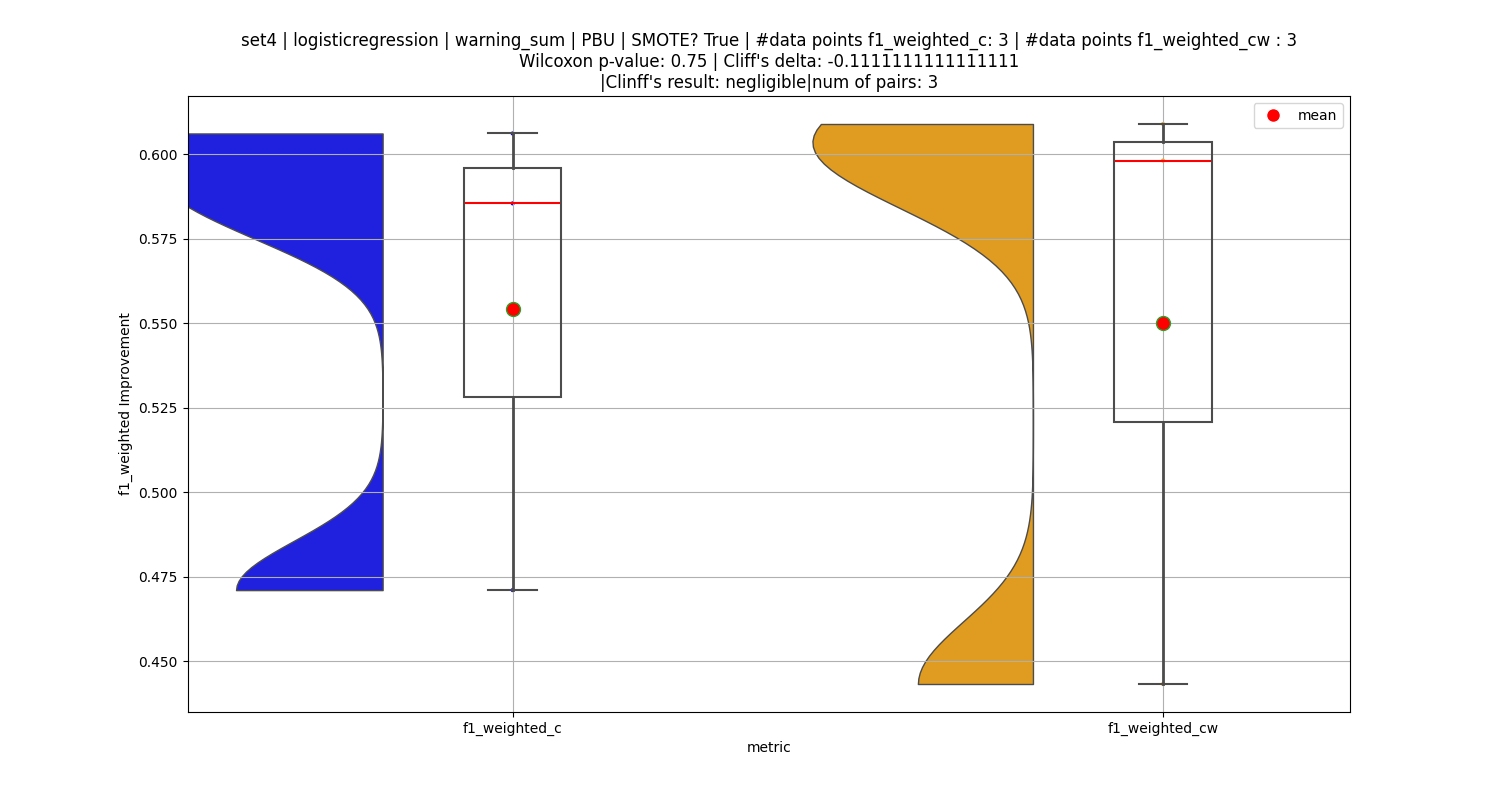 set4 | logisticregression | warning_sum | PBU | SMOTE? True | #data points f1_weighted_c: 3 | #data points f1_weighted_cw : 3
Wilcoxon p-value: 0.75 | Cliff's delta: -0.1111111111111111
|Clinff's result: negligible|num of pairs: 3
mean
0.600
0.575
0.550
0.525
0.500
0.475
0.450
f1_weighted Improvement
f1_weighted_c
f1_weighted_cw
metric